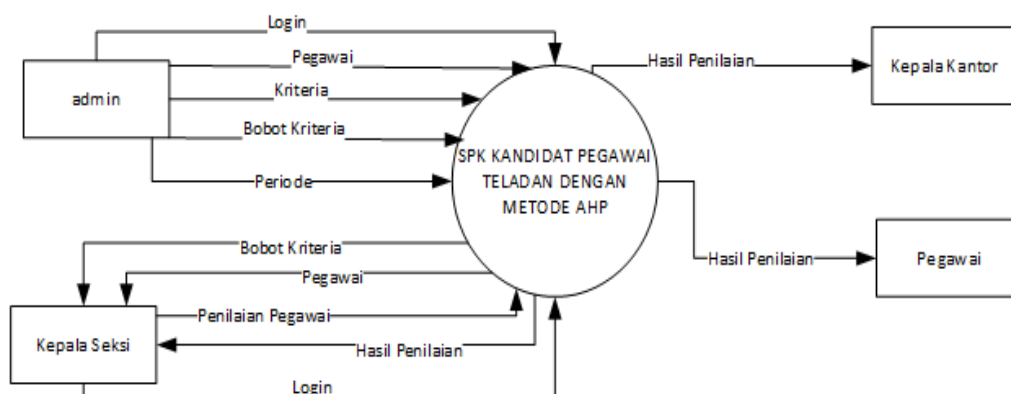 Login
Pegawai
Hasil Penilaian
Kepala Kantor
admin
Kriteria
Bobot Kriteria
SPK KANDIDAT PEGAWAI
TELADAN DENGAN
METODE AHP
Periode
Bobot Kriteria
Pegawai
Hasil Penilaian
Pegawai
Penilaian Pegawai
Kepala Seksi
Hasil Penilaian
Login